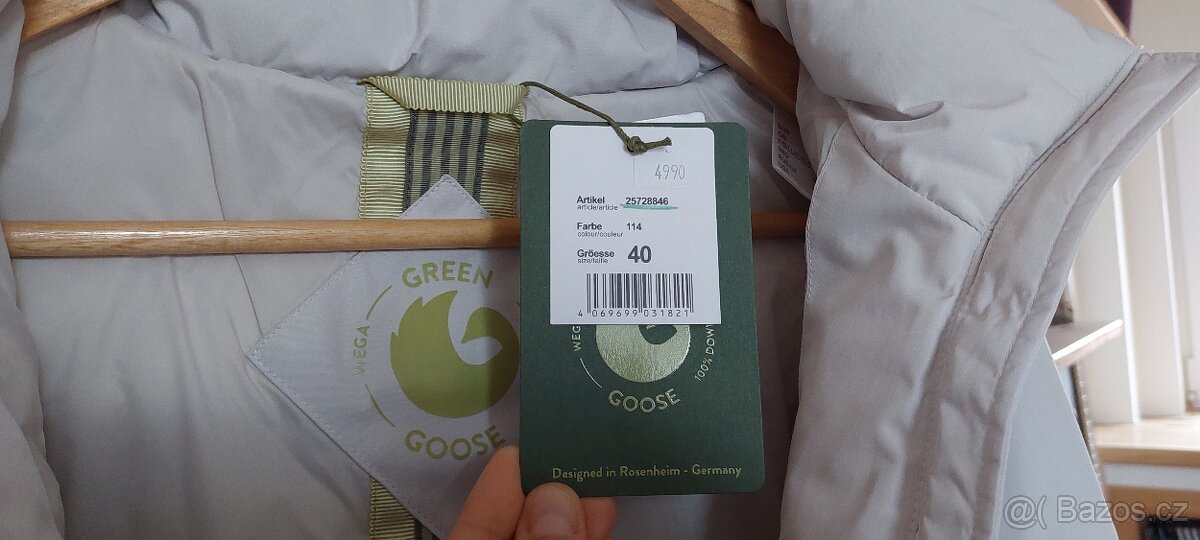 4990
Artikel 25728846
article/article
Farbe 114
colour/couleur
Gröesse 40
size/taille
4 069699 031821
WEGA
100% DOWN
GOOSE
Designed in Rosenheim - Germany
GREEN
WEGA
GOOSE
@( Bazos.cz